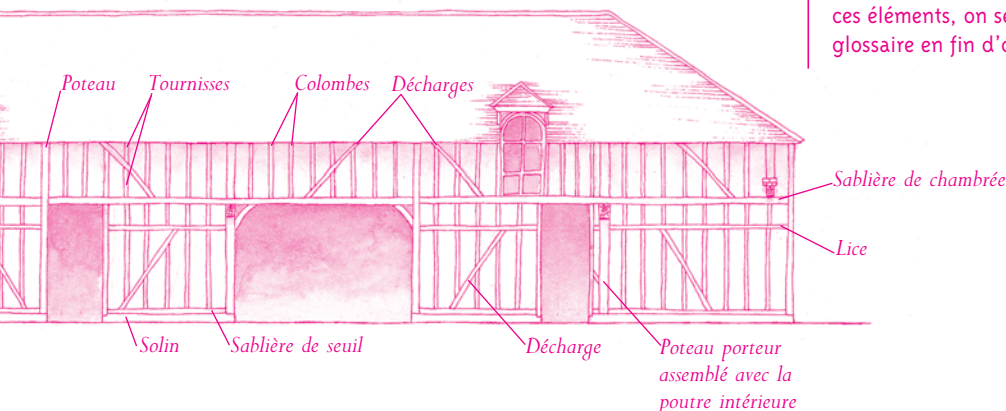 ces éléments, on se
glossaire en fin d'o
Poteau
Tournisses
Colombes
Décharges
Sablière de chambrée
Lice
Solin
Sablière de seuil
Décharge
Poteau porteur
assemblé avec la
poutre intérieure